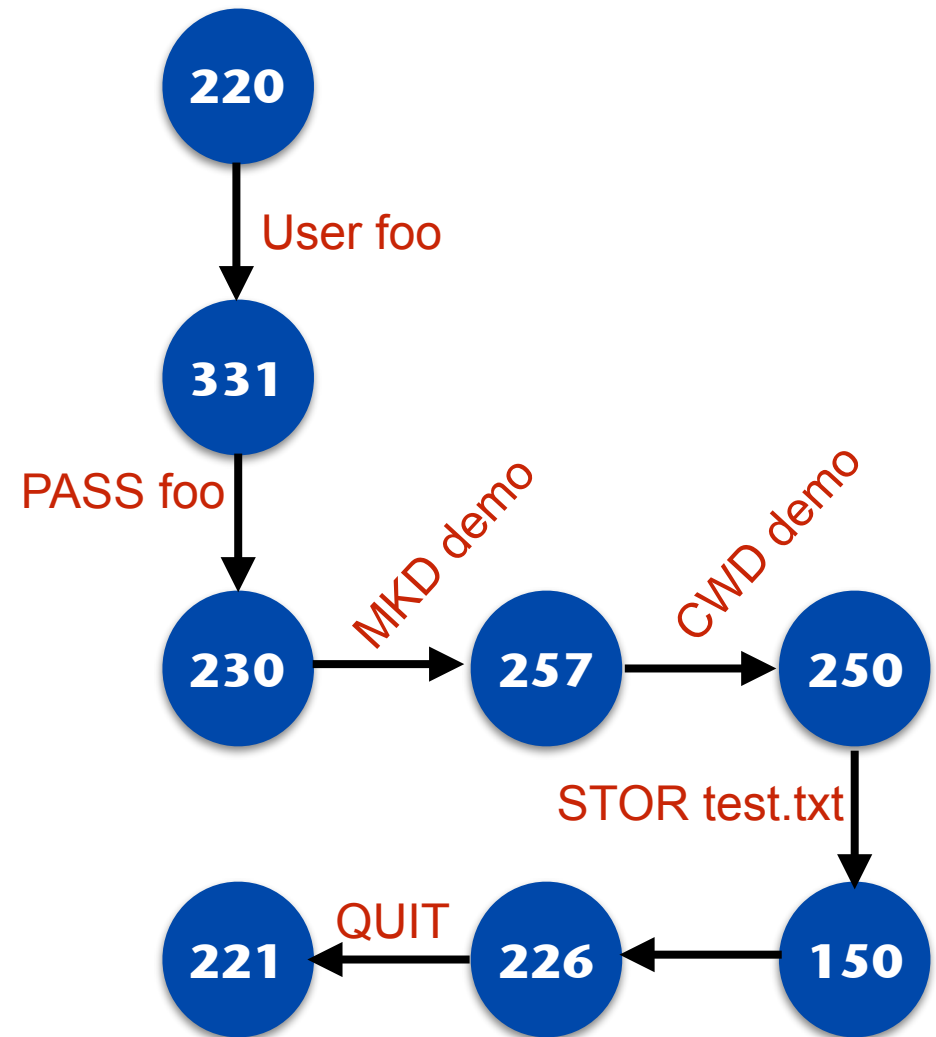 220
User foo
331
PASS foo
MKD demo
CWD demo
230
257
250
STOR test.txt
QUIT
221
226
150